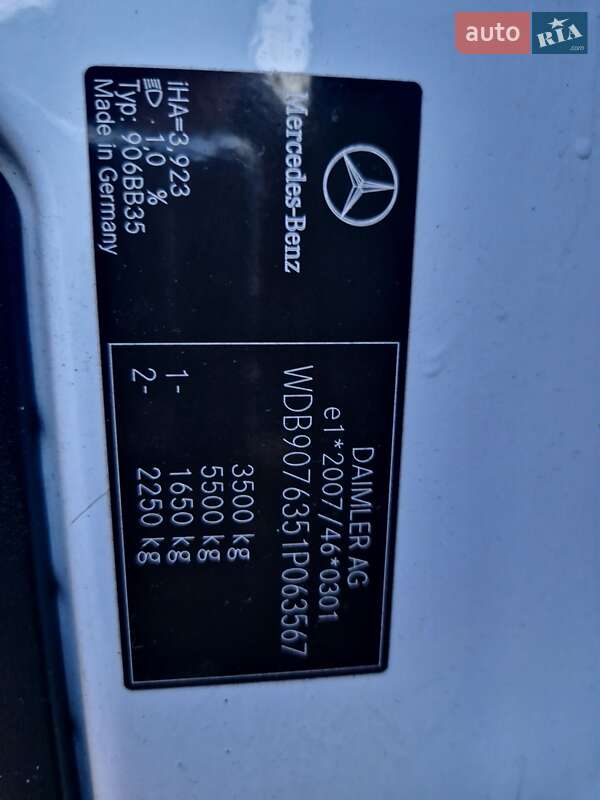 auto RIA
.com
Mercedes-Benz
iHA=3,923
1,0 %
Typ: 906BB35
Made in Germany
DAIMLER AG
e1*2007/46*0301
WDB9076351P063567
3500 kg
5500 kg
1- 1650 kg
2- 2250 kg